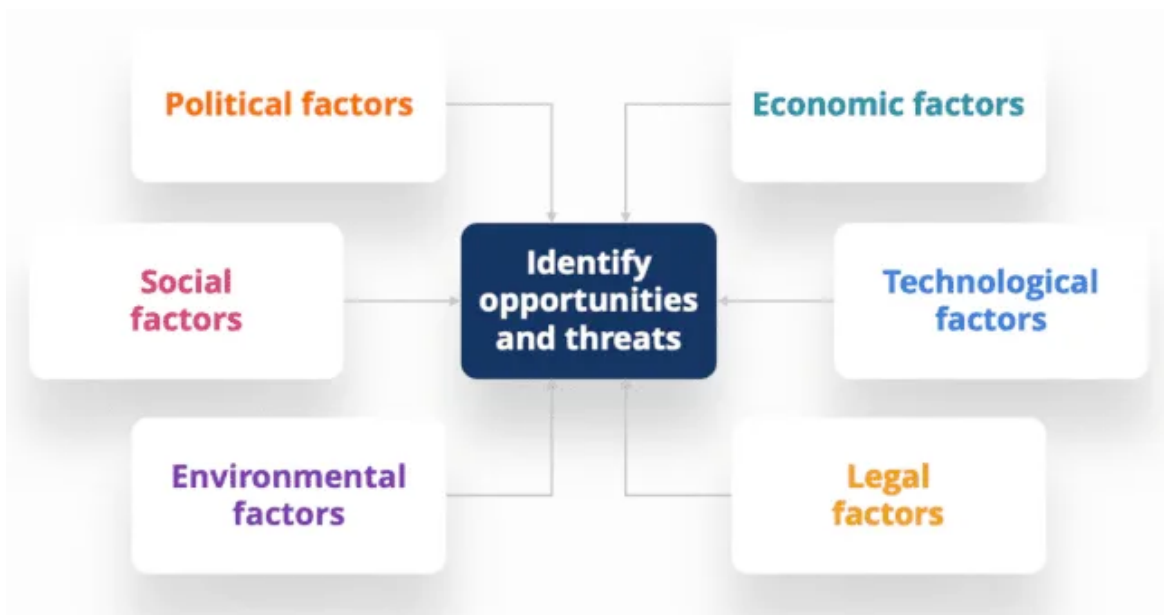 Political factors
Economic factors
Social
factors
Identify
opportunities
and threats
Technological
factors
Environmental
factors
Legal
factors